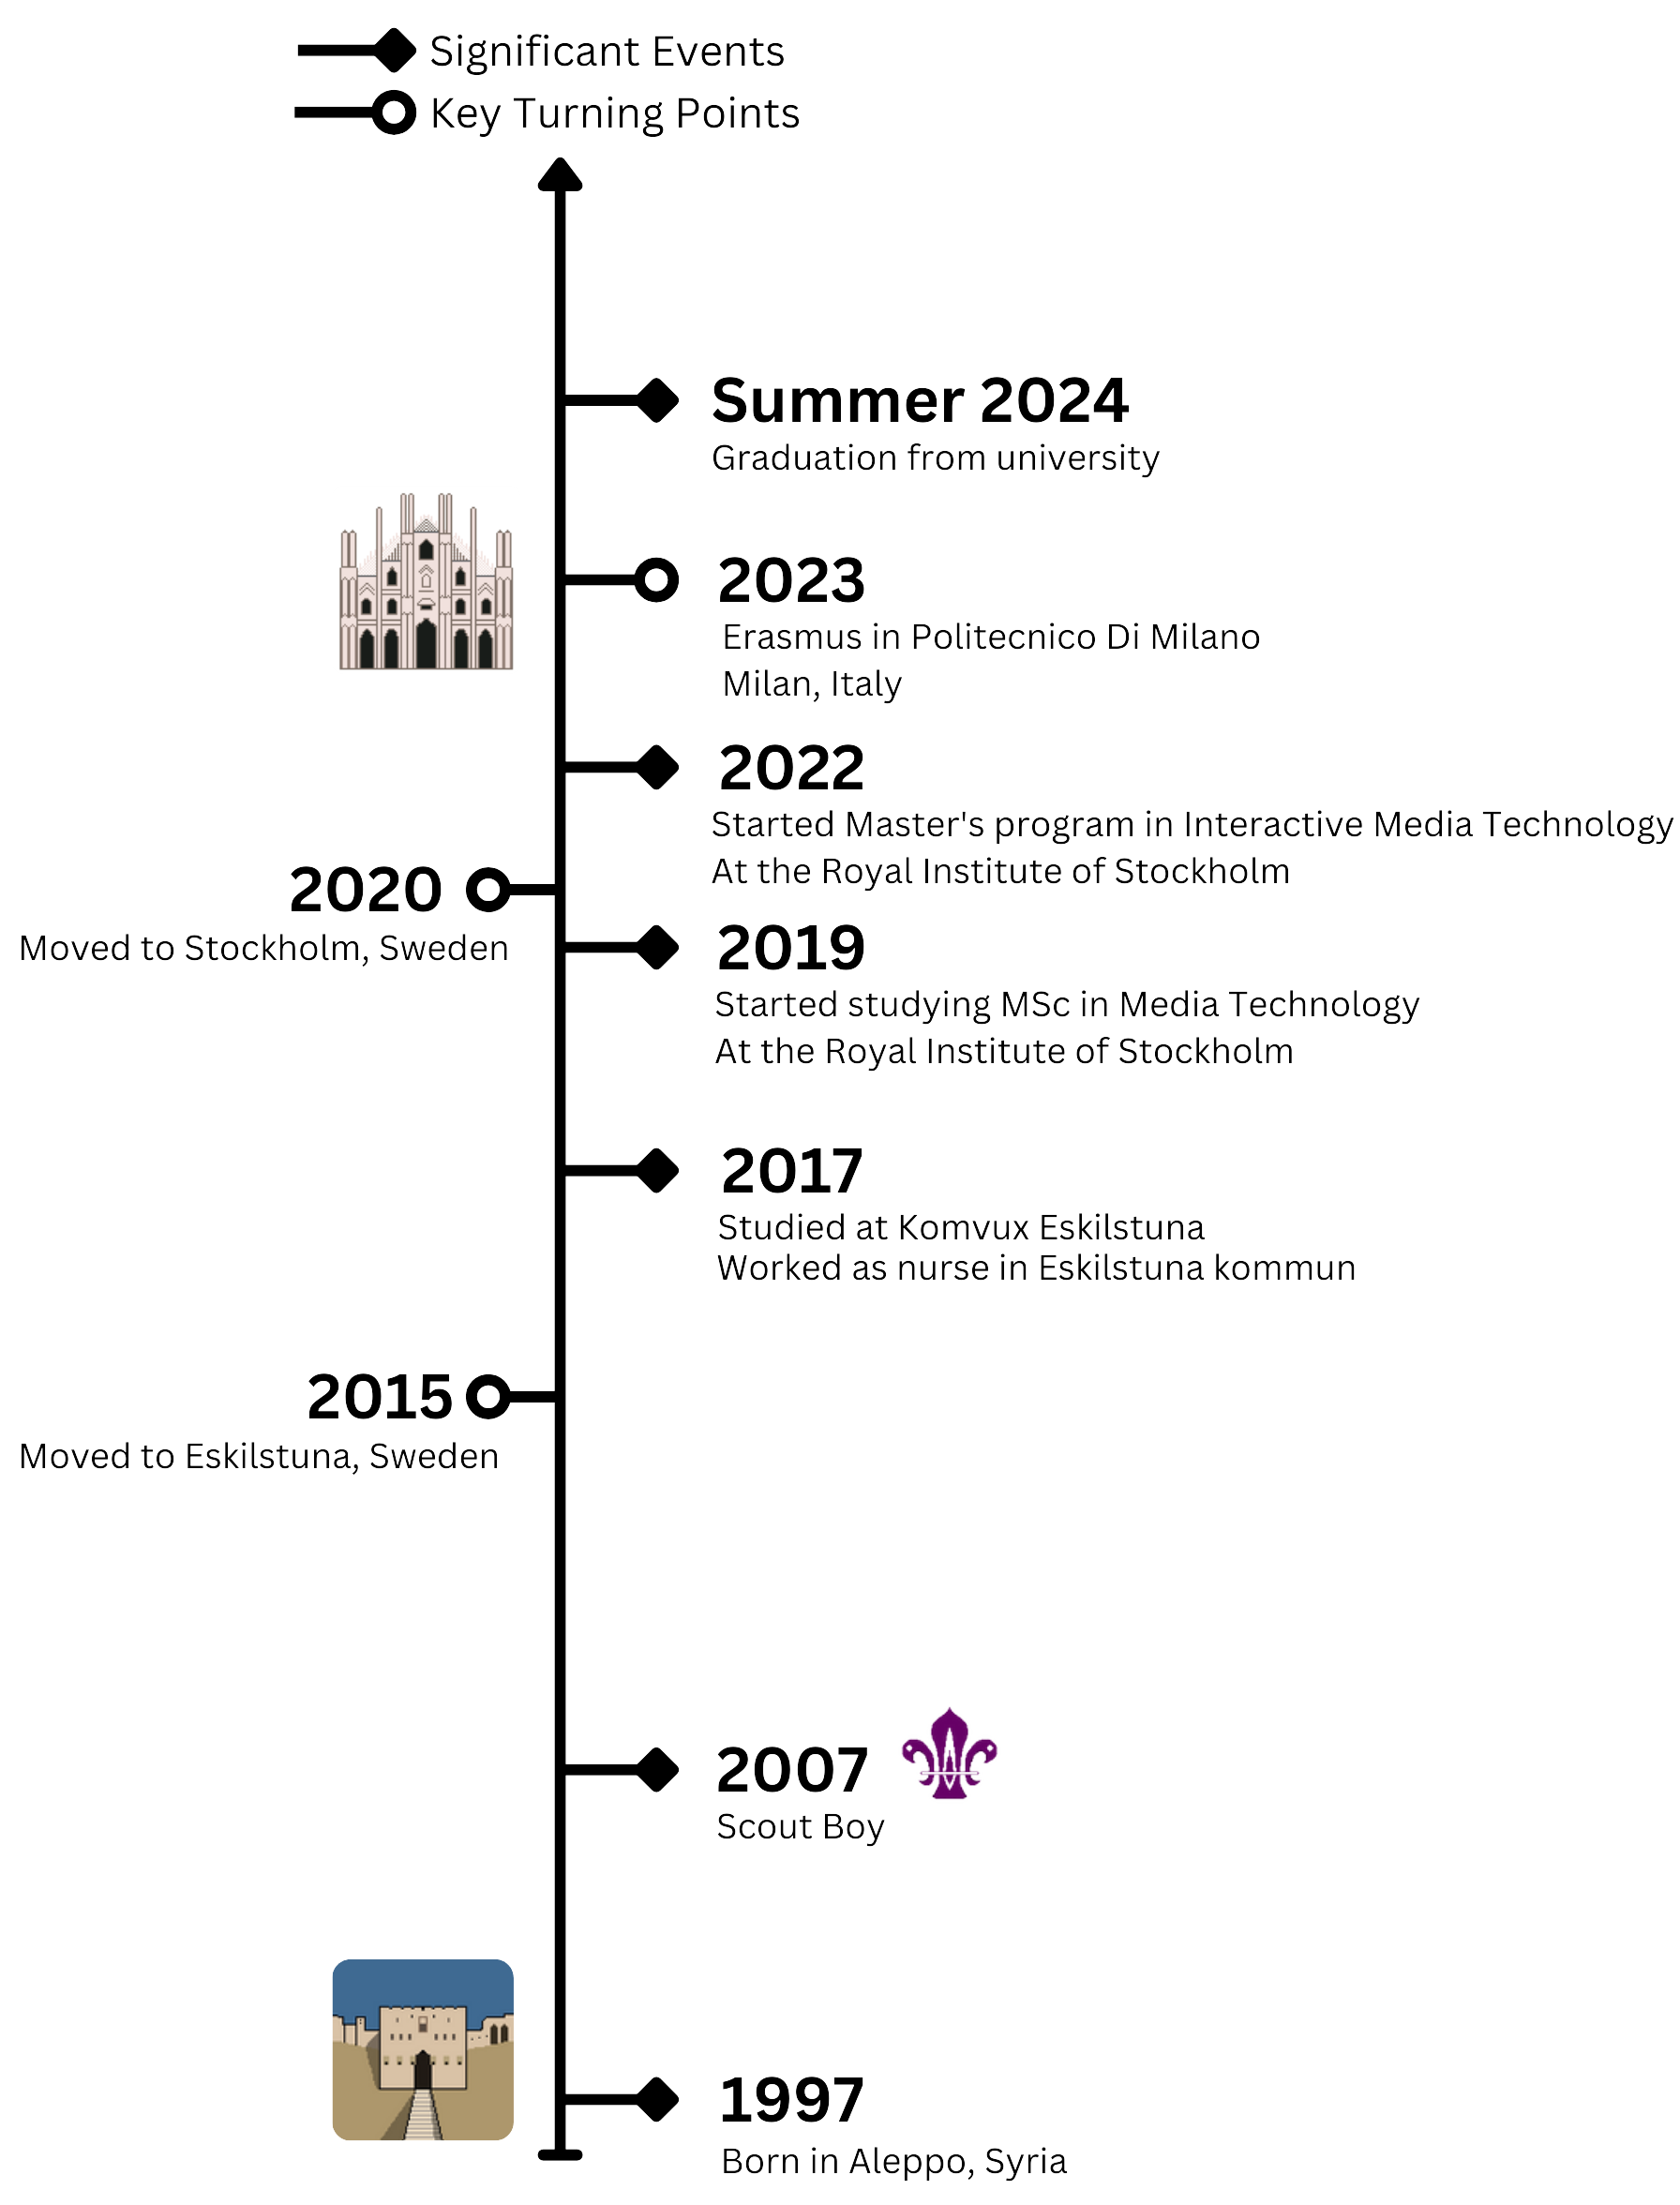 Significant Events
Key Turning Points
Summer 2024
Graduation from university
2023
Erasmus in Politecnico Di Milano
Milan, Italy
2022
Started Master's program in Interactive Media Technology
At the Royal Institute of Stockholm
2020
Moved to Stockholm, Sweden
2019
Started studying MSc in Media Technology
At the Royal Institute of Stockholm
2017
Studied at Komvux Eskilstuna
Worked as nurse in Eskilstuna kommun
2015
Moved to Eskilstuna, Sweden
2007
Scout Boy
1997
Born in Aleppo, Syria